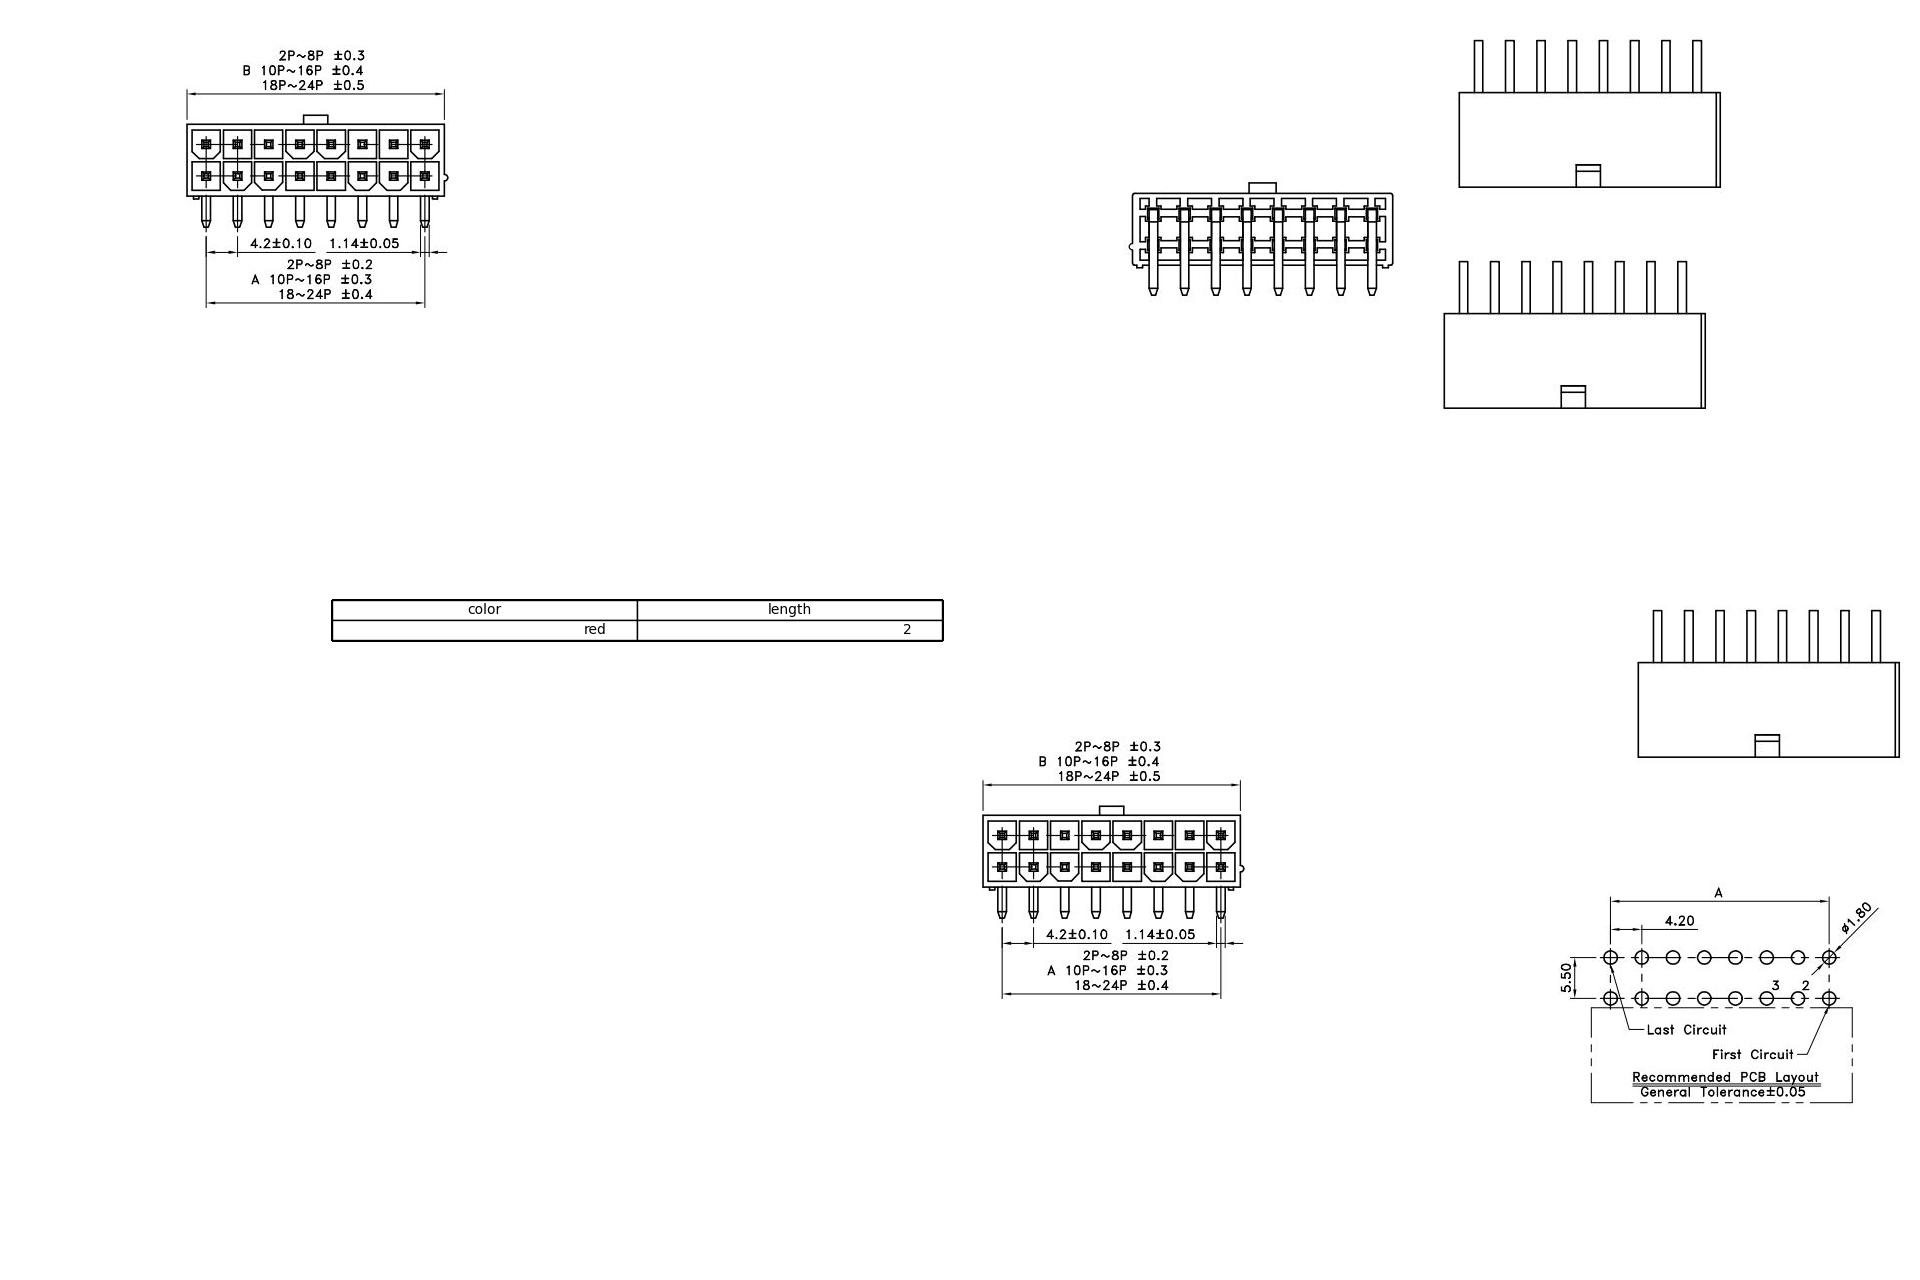 2P~8P ±0.3
B 10P~16P ±0.4
18P~24P ±0.5
4.2±0.10 1.14±0.05
2P~8P ±0.2
A 10P~16P ±0.3
18~24P ±0.4
color length
red 2
2P~8P ±0.3
B 10P~16P ±0.4
18P~24P ±0.5
4.2±0.10 1.14±0.05
2P~8P ±0.2
A 10P~16P ±0.3
18~24P ±0.4
A
4.20
ø1.80
5.50
3 2
Last Circuit
First Circuit
Recommended PCB Layout
General Tolerance±0.05